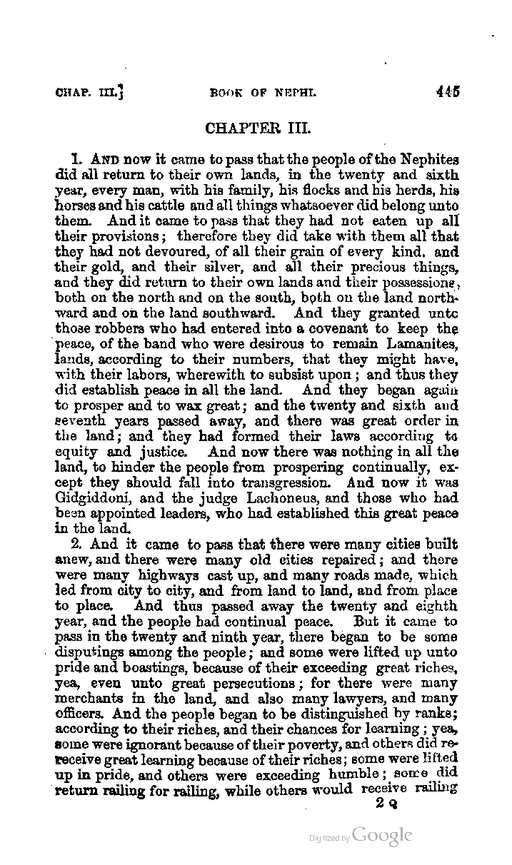 CHAP. III.] BOOK OF NEPHI. 445
CHAPTER III.
1. AND now it came to pass that the people of the Nephites
did all return to their own lands, in the twenty and sixth
year, every man, with his family, his flocks and his herds, his
horses and his cattle and all things whatsoever did belong unto
them. And it came to pass that they had not eaten up all
their provisions; therefore they did take with them all that
they had not devoured, of all their grain of every kind, and
their gold, and their silver, and all their precious things,
and they did return to their own lands and their possessions,
both on the north and on the south, both on the land north-
ward and on the land southward. And they granted unto
those robbers who had entered into a covenant to keep the
peace, of the band who were desirous to remain Lamanites,
lands, according to their numbers, that they might have,
with their labors, wherewith to subsist upon; and thus they
did establish peace in all the land. And they began again
to prosper and to wax great; and the twenty and sixth and
seventh years passed away, and there was great order in
the land; and they had formed their laws according to
equity and justice. And now there was nothing in all the
land, to hinder the people from prospering continually, ex-
cept they should fall into transgression. And now it was
Gidgiddoni, and the judge Lachoneus, and those who had
been appointed leaders, who had established this great peace
in the land.
2. And it came to pass that there were many cities built
anew, and there were many old cities repaired; and there
were many highways cast up, and many roads made, which
led from city to city, and from land to land, and from place
to place. And thus passed away the twenty and eighth
year, and the people had continual peace. But it came to
pass in the twenty and ninth year, there began to be some
disputings among the people; and some were lifted up unto
pride and boastings, because of their exceeding great riches,
yea, even unto great persecutions; for there were many
merchants in the land, and also many lawyers, and many
officers. And the people began to be distinguished by ranks;
according to their riches, and their chances for learning; yea,
some were ignorant because of their poverty, and others did re-
receive great learning because of their riches; some were lifted
up in pride, and others were exceeding humble; some did
return railing for railing, while others would receive railing
2 Q
Digitized by Google